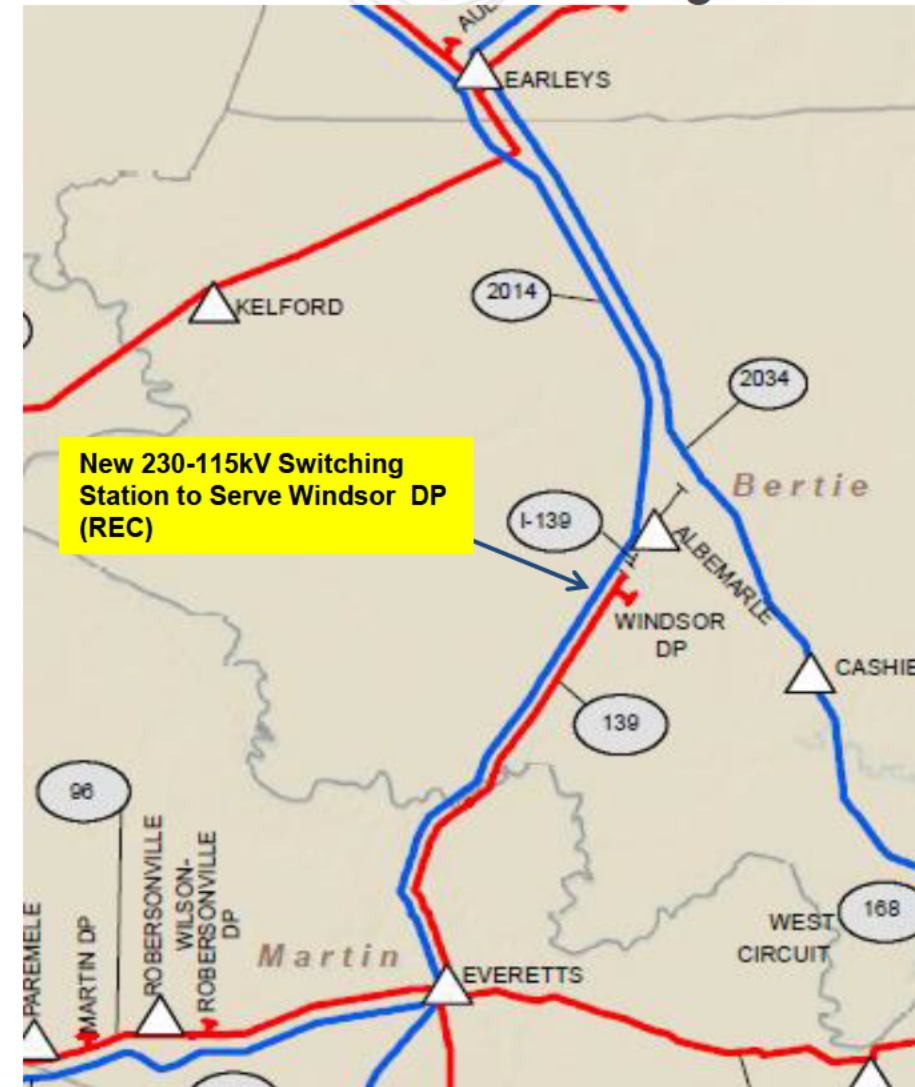 EARLEYS
KELFORD
2014
2034
New 230-115kV Switching
Station to Serve Windsor DP
(REC)
Bertie
I-139
ALBEMARLE
WINDSOR
DP
CASHIE
139
96
PAREMELE
MARTIN DP
ROBERSONVILLE
WILSON-
ROBERSONVILLE
DP
Martin
EVERETTS
WEST
CIRCUIT
168